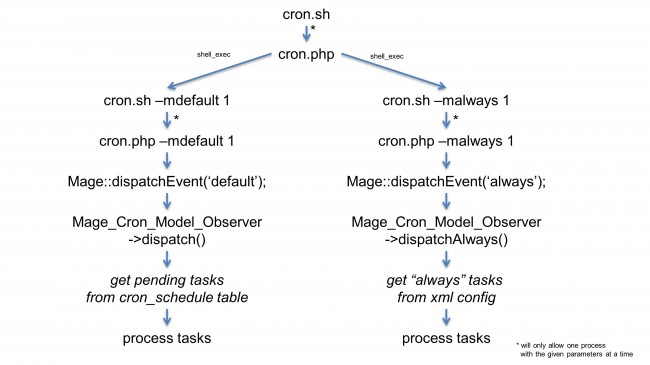 cron.sh
*
cron.php
shell_exec
shell_exec
cron.sh –mdefault 1
*
cron.php –mdefault 1
Mage::dispatchEvent(‘default’);
Mage_Cron_Model_Observer
->dispatch()
get pending tasks
from cron_schedule table
process tasks
cron.sh –malways 1
*
cron.php –malways 1
Mage::dispatchEvent(‘always’);
Mage_Cron_Model_Observer
->dispatchAlways()
get “always” tasks
from xml config
process tasks
* will only allow one process
with the given parameters at a time